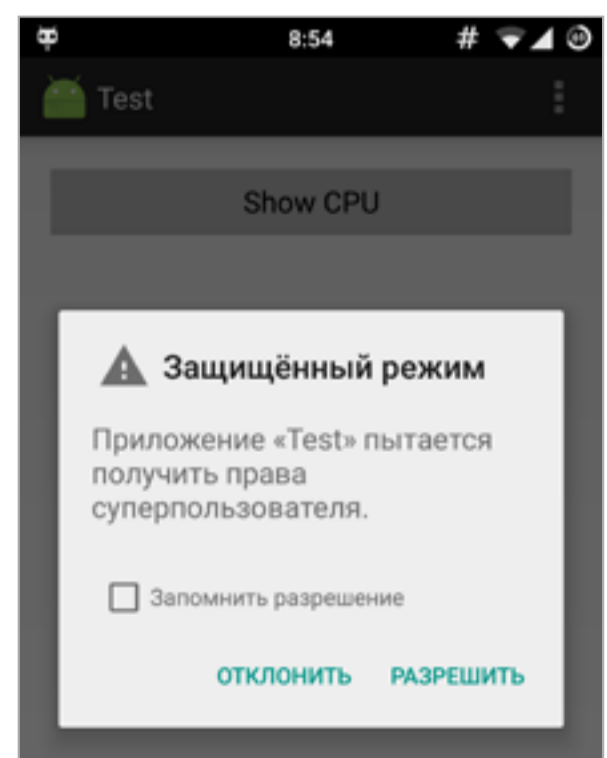 8:54 #
Test
Show CPU
Защищённый режим
Приложение «Test» пытается
получить права
суперпользователя.
Запомнить разрешение
ОТКЛОНИТЬ РАЗРЕШИТЬ